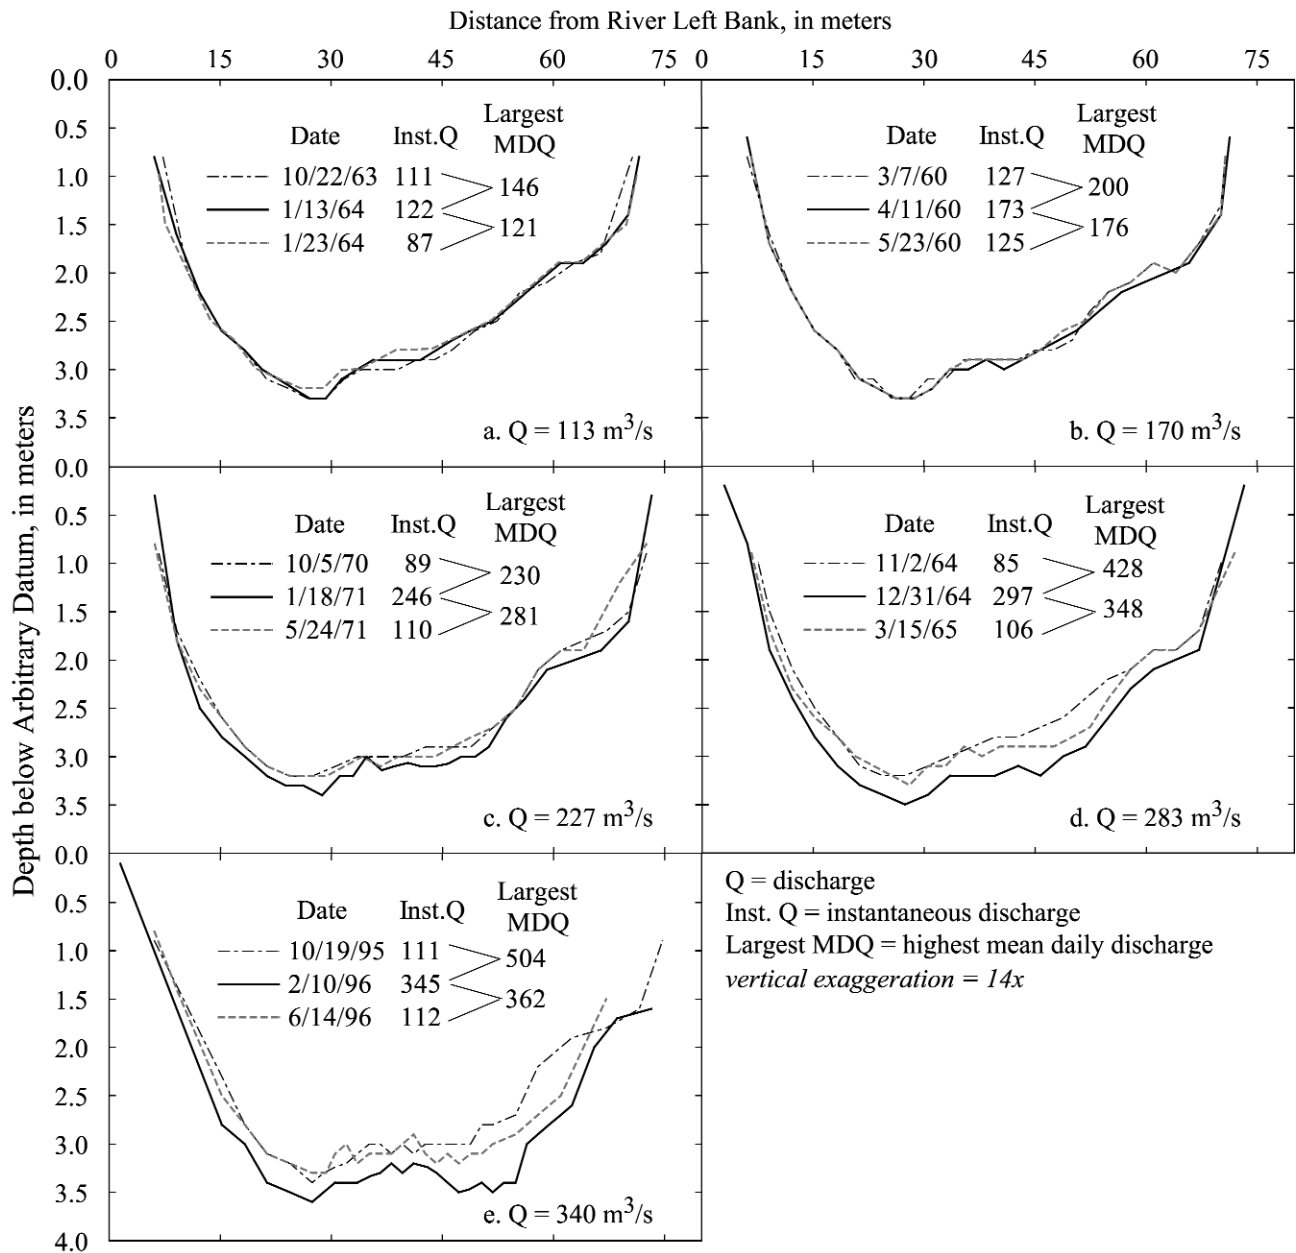 Distance from River Left Bank, in meters
0 15 30 45 60 75 0 15 30 45 60 75
Depth below Arbitrary Datum, in meters
0.0
0.5
1.0
1.5
2.0
2.5
3.0
3.5
0.0
0.5
1.0
1.5
2.0
2.5
3.0
3.5
0.0
0.5
1.0
1.5
2.0
2.5
3.0
3.5
4.0
Largest
Date Inst.Q MDQ
10/22/63 111
146
1/13/64 122
121
1/23/64 87
a. Q = 113 m³/s
Largest
Date Inst.Q MDQ
3/7/60 127
200
4/11/60 173
176
5/23/60 125
b. Q = 170 m³/s
Largest
Date Inst.Q MDQ
10/5/70 89
230
1/18/71 246
281
5/24/71 110
c. Q = 227 m³/s
Largest
Date Inst.Q MDQ
11/2/64 85
428
12/31/64 297
348
3/15/65 106
d. Q = 283 m³/s
Largest
Date Inst.Q MDQ
10/19/95 111
504
2/10/96 345
362
6/14/96 112
e. Q = 340 m³/s
Q = discharge
Inst. Q = instantaneous discharge
Largest MDQ = highest mean daily discharge
vertical exaggeration = 14x